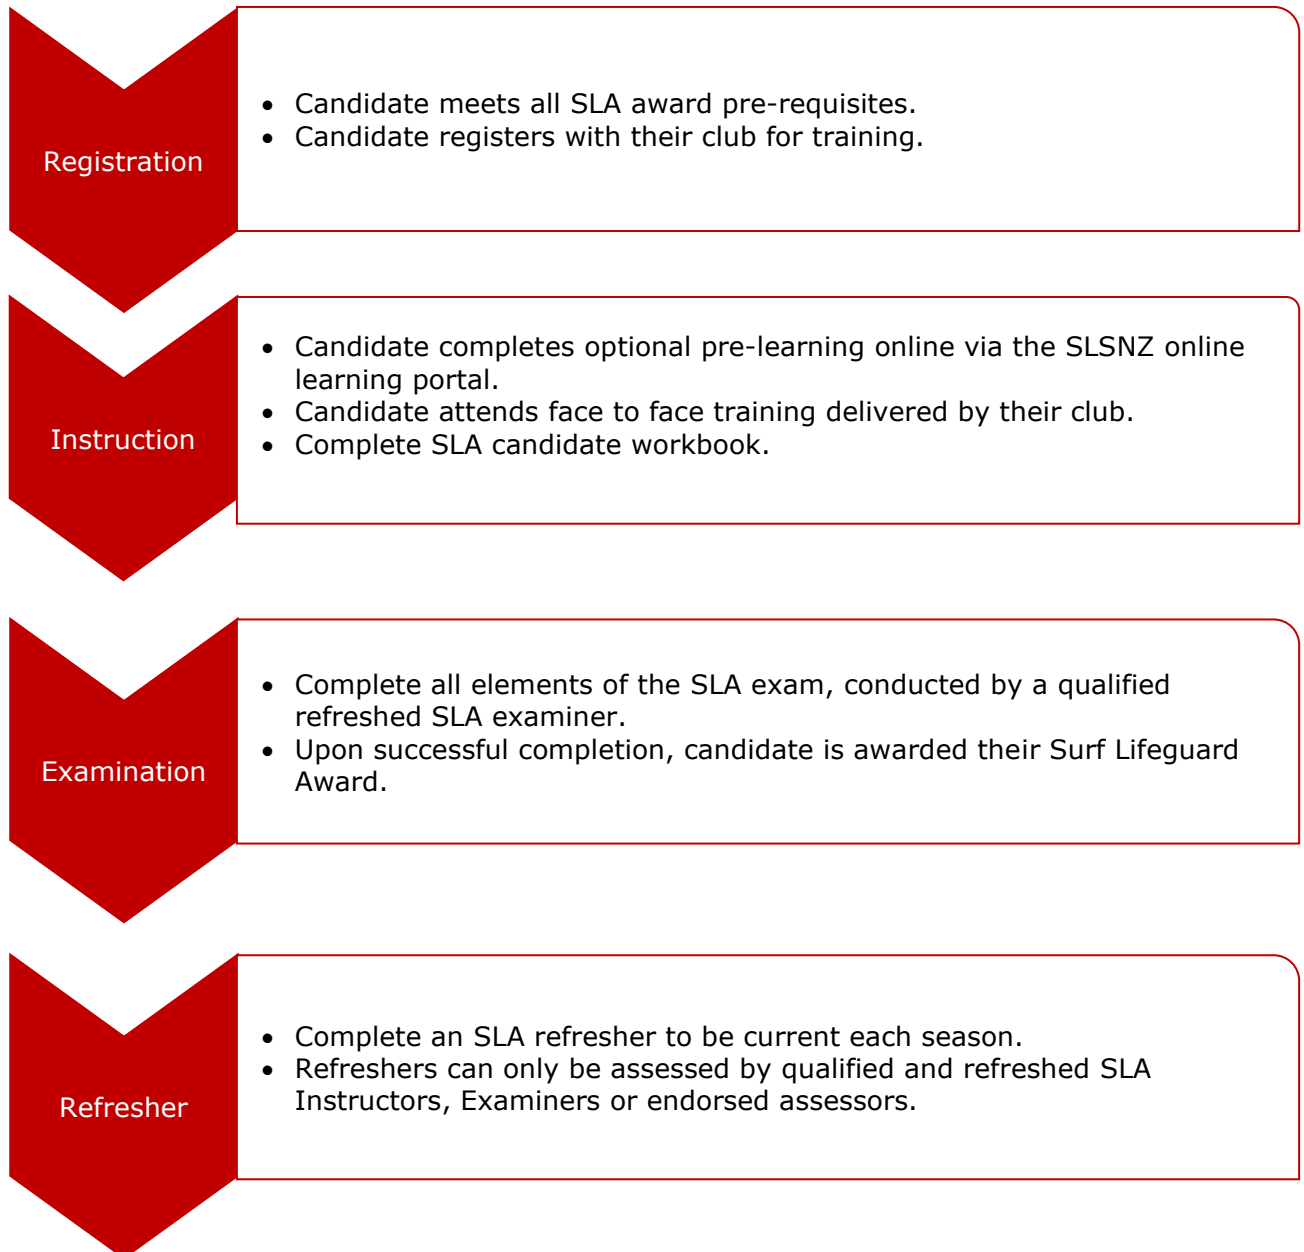 Registration
• Candidate meets all SLA award pre-requisites.
• Candidate registers with their club for training.
Instruction
• Candidate completes optional pre-learning online via the SLSNZ online
learning portal.
• Candidate attends face to face training delivered by their club.
• Complete SLA candidate workbook.
Examination
• Complete all elements of the SLA exam, conducted by a qualified
refreshed SLA examiner.
• Upon successful completion, candidate is awarded their Surf Lifeguard
Award.
Refresher
• Complete an SLA refresher to be current each season.
• Refreshers can only be assessed by qualified and refreshed SLA
Instructors, Examiners or endorsed assessors.